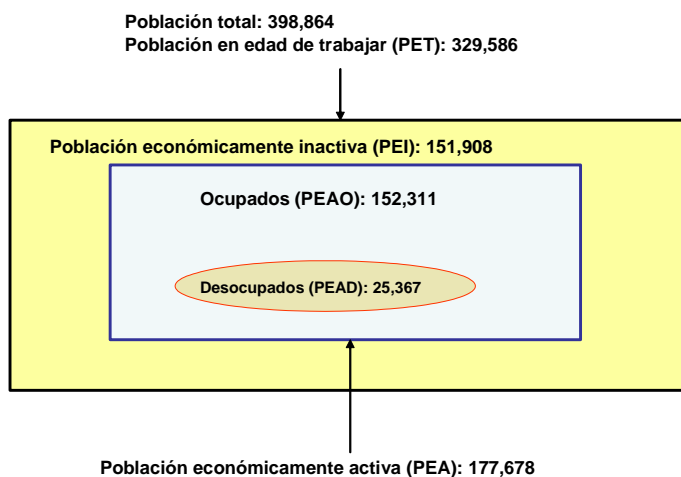 Población total: 398,864
Población en edad de trabajar (PET): 329,586
Población económicamente inactiva (PEI): 151,908
Ocupados (PEAO): 152,311
Desocupados (PEAD): 25,367
Población económicamente activa (PEA): 177,678